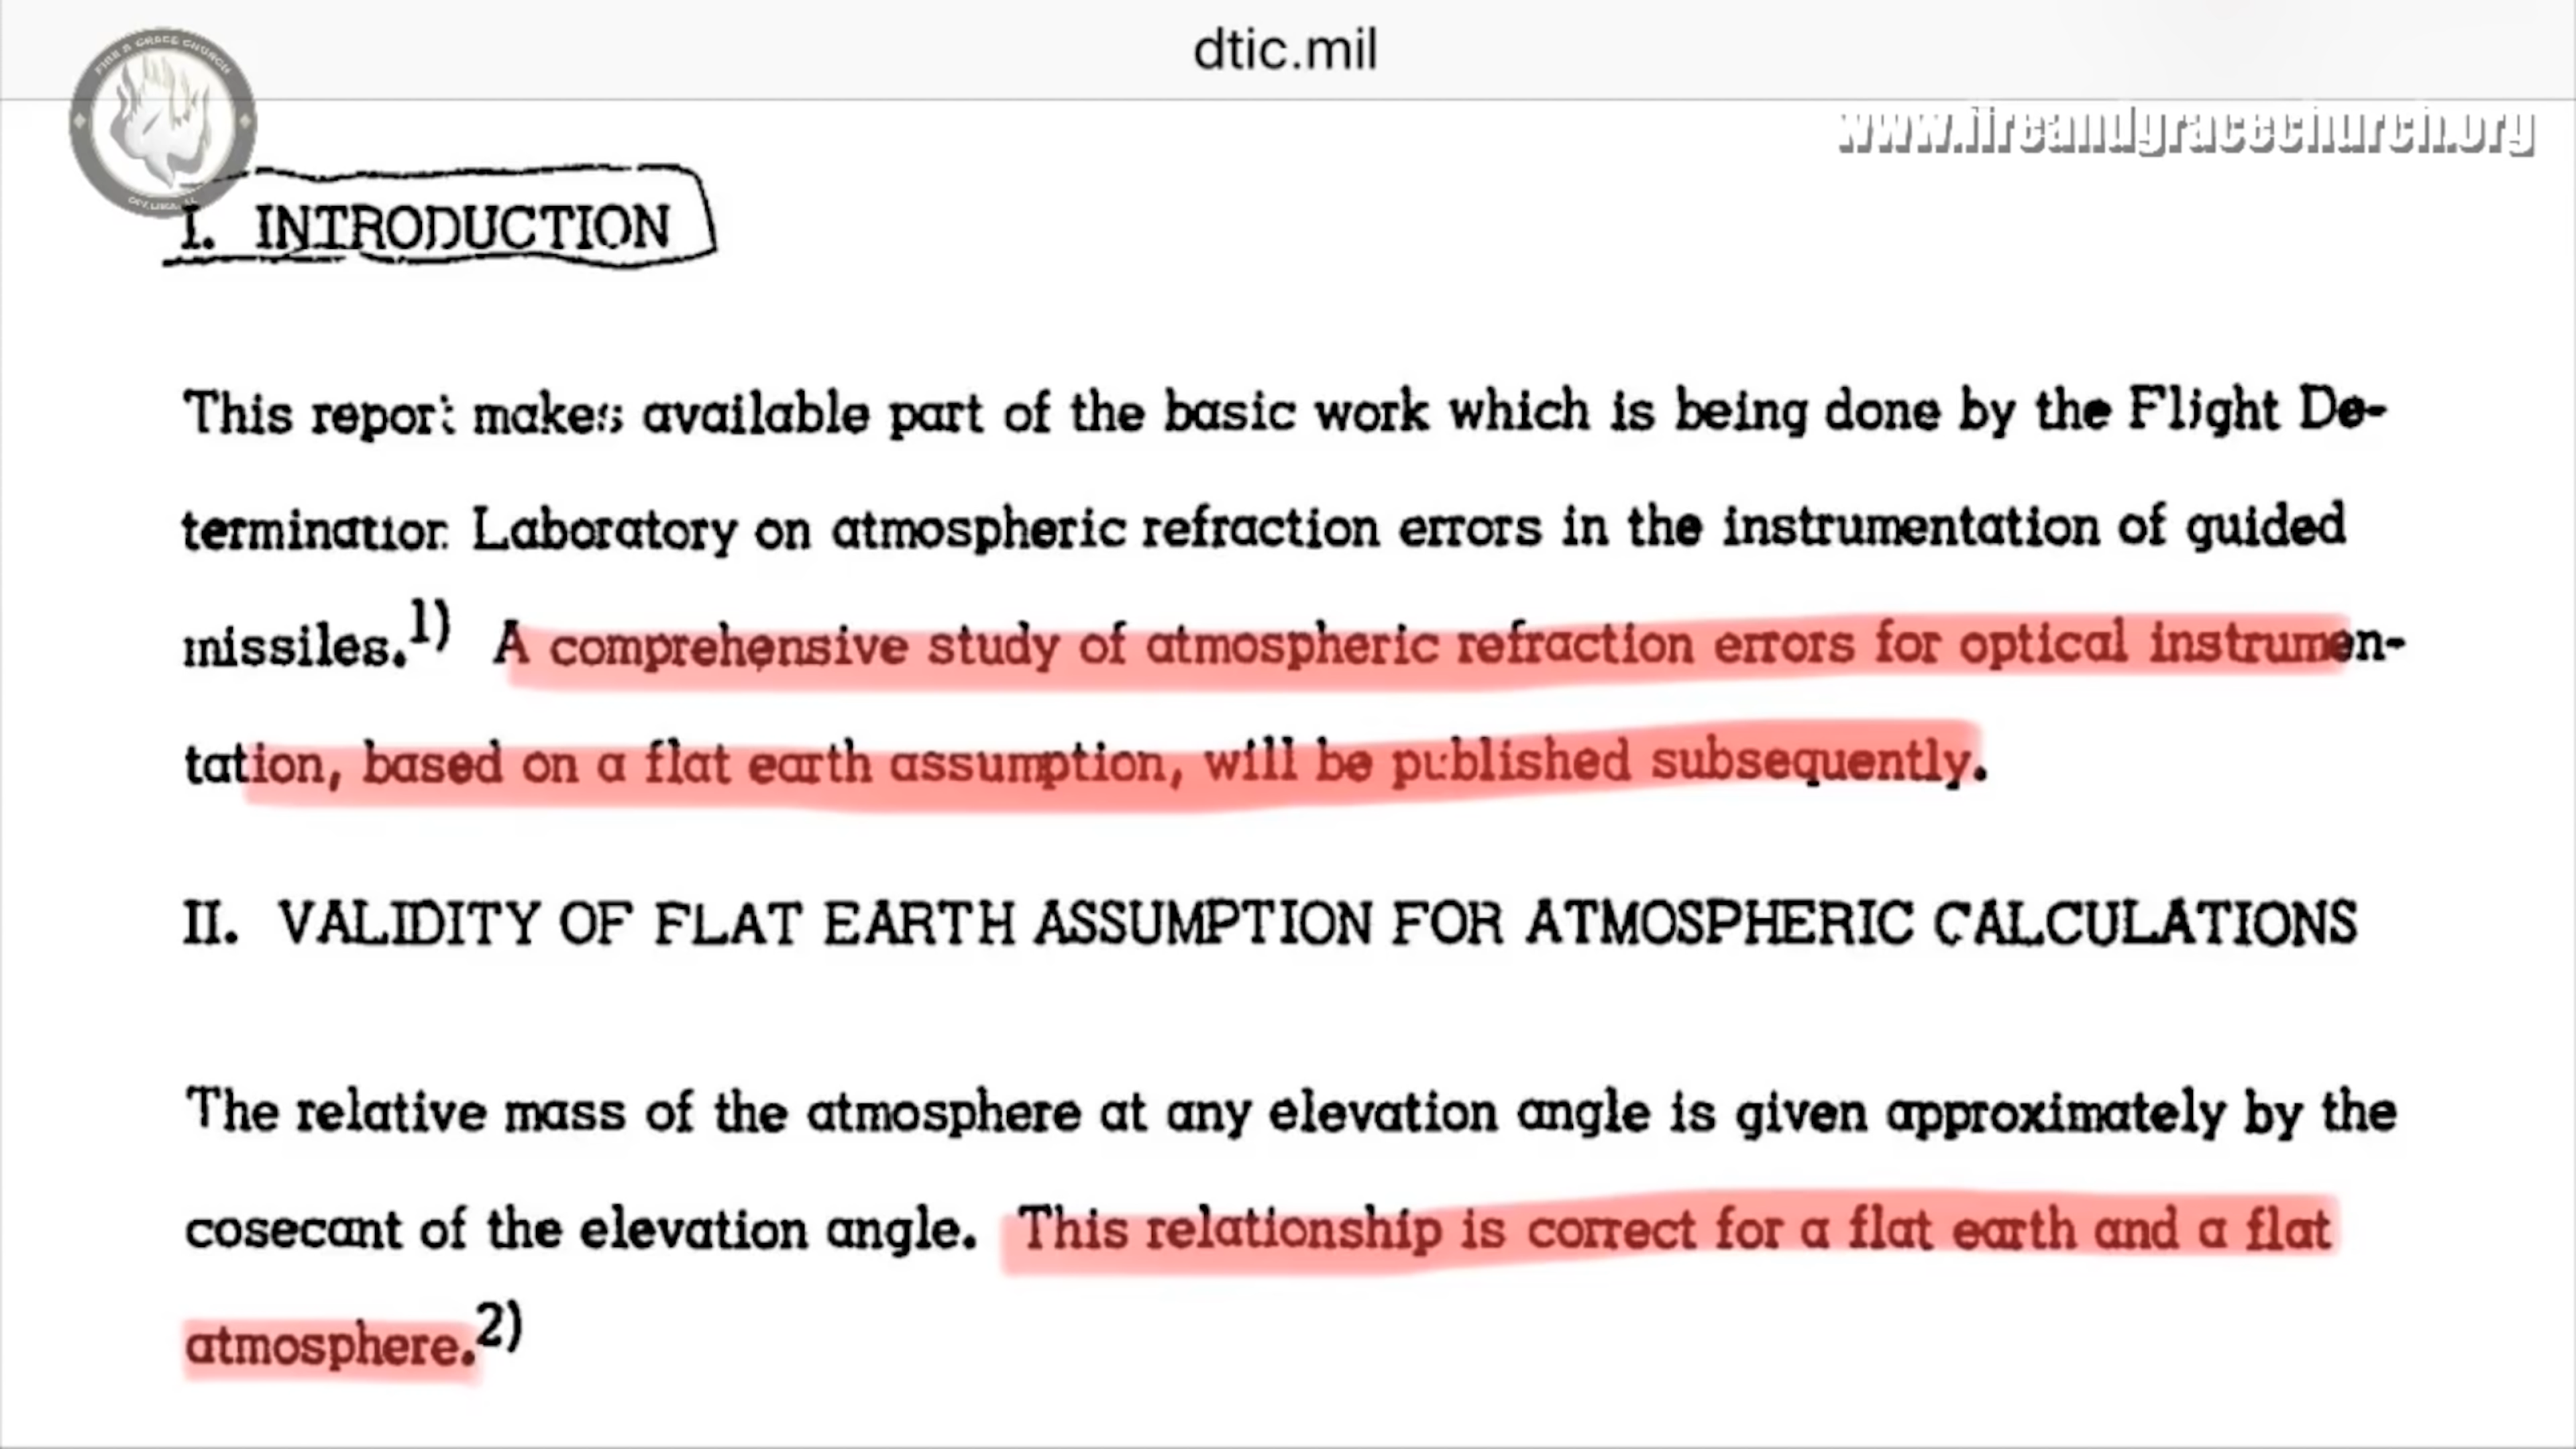 dtic.mil
FIRE & GRACE CHURCH
www.fireandgracechurch.org
I. INTRODUCTION
This report makes available part of the basic work which is being done by the Flight De-
termination Laboratory on atmospheric refraction errors in the instrumentation of guided
missiles.1) A comprehensive study of atmospheric refraction errors for optical instrumen-
tation, based on a flat earth assumption, will be published subsequently.
II. VALIDITY OF FLAT EARTH ASSUMPTION FOR ATMOSPHERIC CALCULATIONS
The relative mass of the atmosphere at any elevation angle is given approximately by the
cosecant of the elevation angle. This relationship is correct for a flat earth and a flat
atmosphere.2)